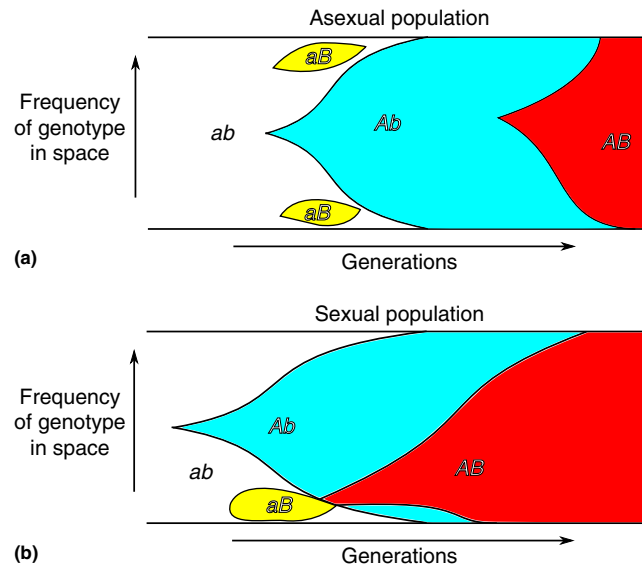 Asexual population
Frequency
of genotype
in space
ab
aB
Ab
AB
aB
(a)
Generations
Sexual population
Frequency
of genotype
in space
Ab
ab
AB
aB
(b)
Generations